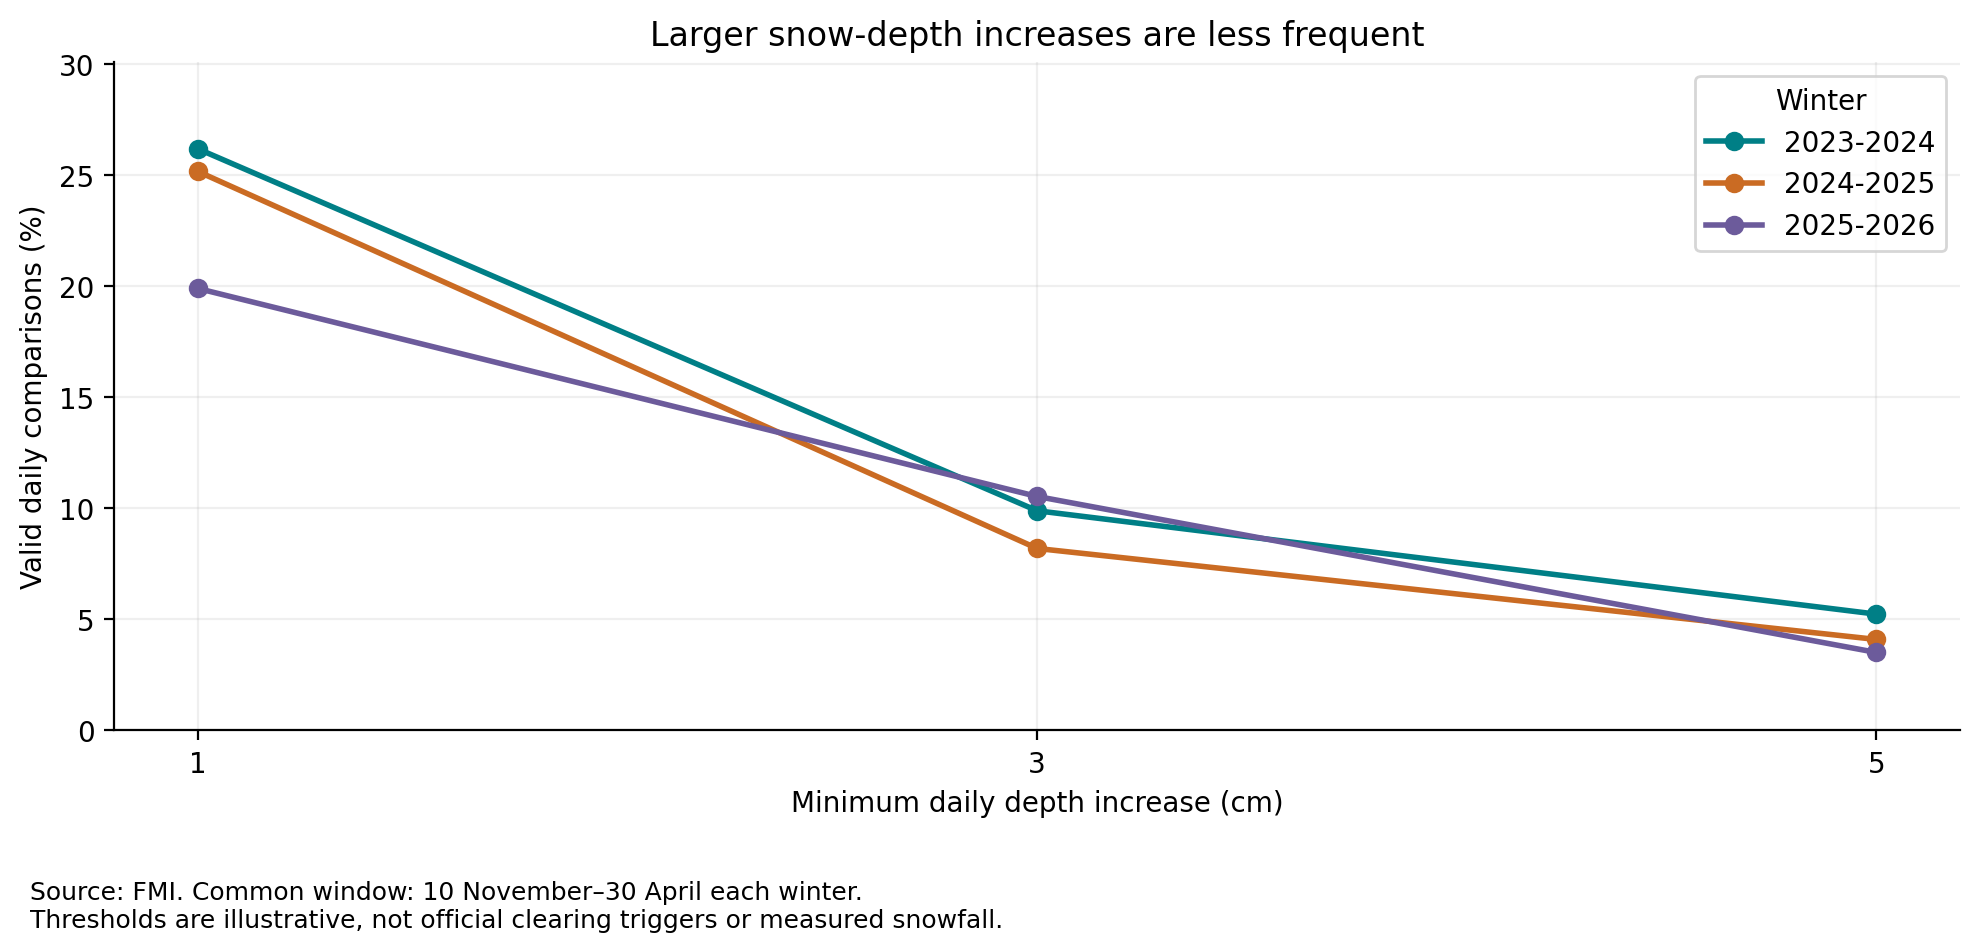 Larger snow-depth increases are less frequent
Valid daily comparisons (%)
30
25
20
15
10
5
0
Winter
2023-2024
2024-2025
2025-2026
1
3
5
Minimum daily depth increase (cm)
Source: FMI. Common window: 10 November–30 April each winter.
Thresholds are illustrative, not official clearing triggers or measured snowfall.